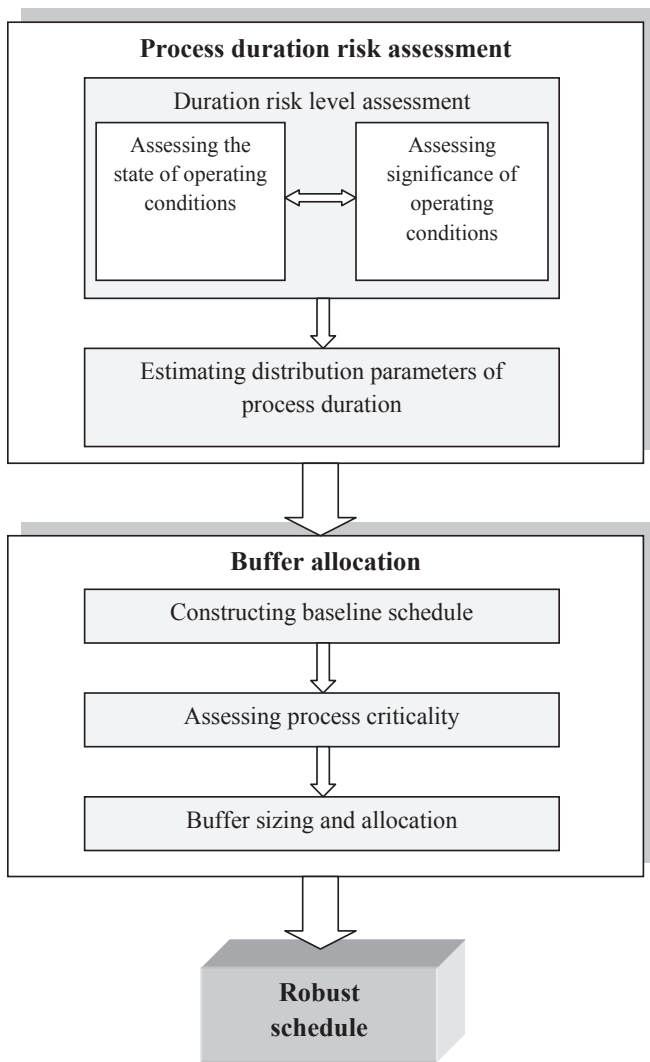 Process duration risk assessment
Duration risk level assessment
Assessing the
state of operating
conditions
Assessing
significance of
operating
conditions
Estimating distribution parameters of
process duration
Buffer allocation
Constructing baseline schedule
Assessing process criticality
Buffer sizing and allocation
Robust
schedule